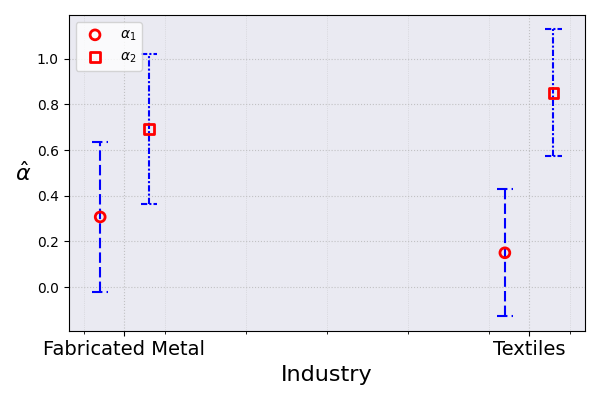 α₁
α₂
1.0
0.8
0.6
0.4
0.2
0.0
α̂
Fabricated Metal
Textiles
Industry